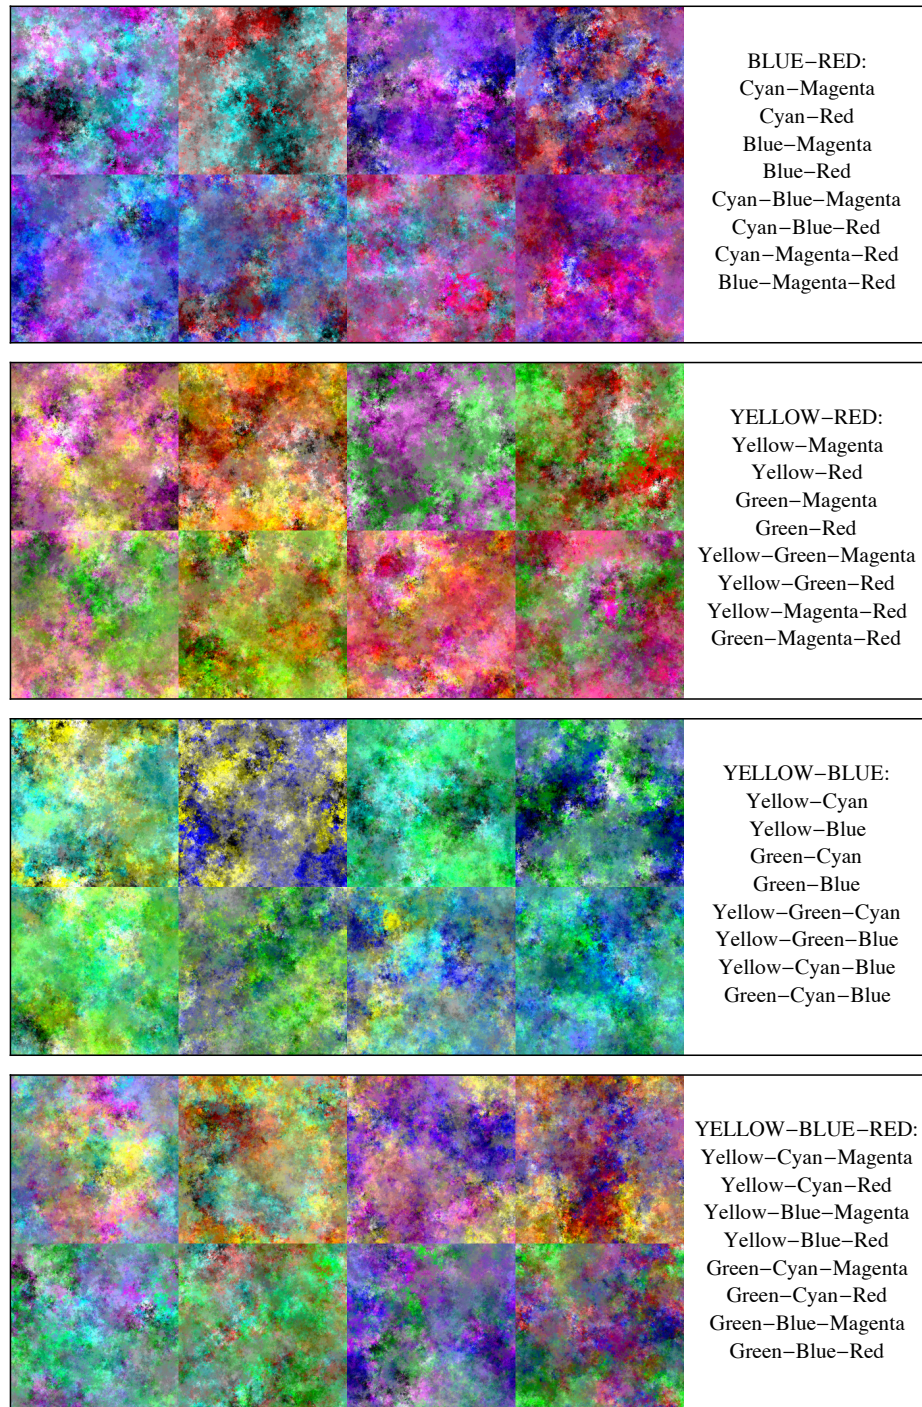 BLUE−RED:
Cyan−Magenta
Cyan−Red
Blue−Magenta
Blue−Red
Cyan−Blue−Magenta
Cyan−Blue−Red
Cyan−Magenta−Red
Blue−Magenta−Red
YELLOW−RED:
Yellow−Magenta
Yellow−Red
Green−Magenta
Green−Red
Yellow−Green−Magenta
Yellow−Green−Red
Yellow−Magenta−Red
Green−Magenta−Red
YELLOW−BLUE:
Yellow−Cyan
Yellow−Blue
Green−Cyan
Green−Blue
Yellow−Green−Cyan
Yellow−Green−Blue
Yellow−Cyan−Blue
Green−Cyan−Blue
YELLOW−BLUE−RED:
Yellow−Cyan−Magenta
Yellow−Cyan−Red
Yellow−Blue−Magenta
Yellow−Blue−Red
Green−Cyan−Magenta
Green−Cyan−Red
Green−Blue−Magenta
Green−Blue−Red